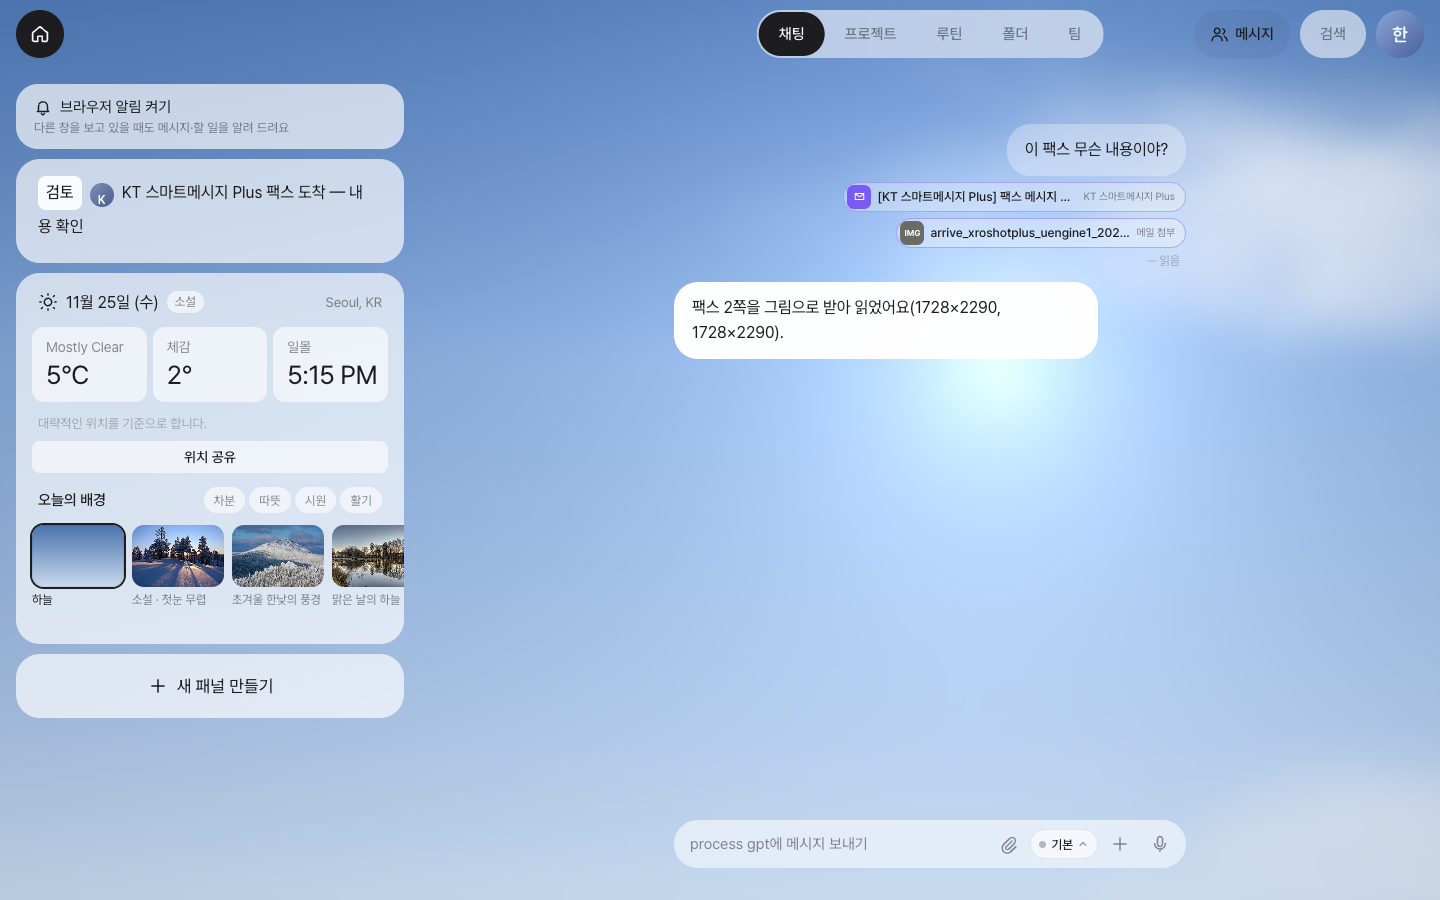 채팅
프로젝트
루틴
폴더
팀
메시지
검색
한
브라우저 알림 켜기
다른 창을 보고 있을 때도 메시지·할 일을 알려 드려요
검토 K KT 스마트메시지 Plus 팩스 도착 — 내
용 확인
11월 25일 (수) 소설 Seoul, KR
Mostly Clear
5°C
체감
2°
일몰
5:15 PM
대략적인 위치를 기준으로 합니다.
위치 공유
오늘의 배경 차분 따뜻 시원 활기
하늘
소설 · 첫눈 무렵
초겨울 한낮의 풍경
맑은 날의 하늘
새 패널 만들기
이 팩스 무슨 내용이야?
[KT 스마트메시지 Plus] 팩스 메시지 ... KT 스마트메시지 Plus
IMG arrive_xroshotplus_uengine1_202... 메일 첨부
··· 읽음
팩스 2쪽을 그림으로 받아 읽었어요(1728×2290,
1728×2290).
process gpt에 메시지 보내기
기본